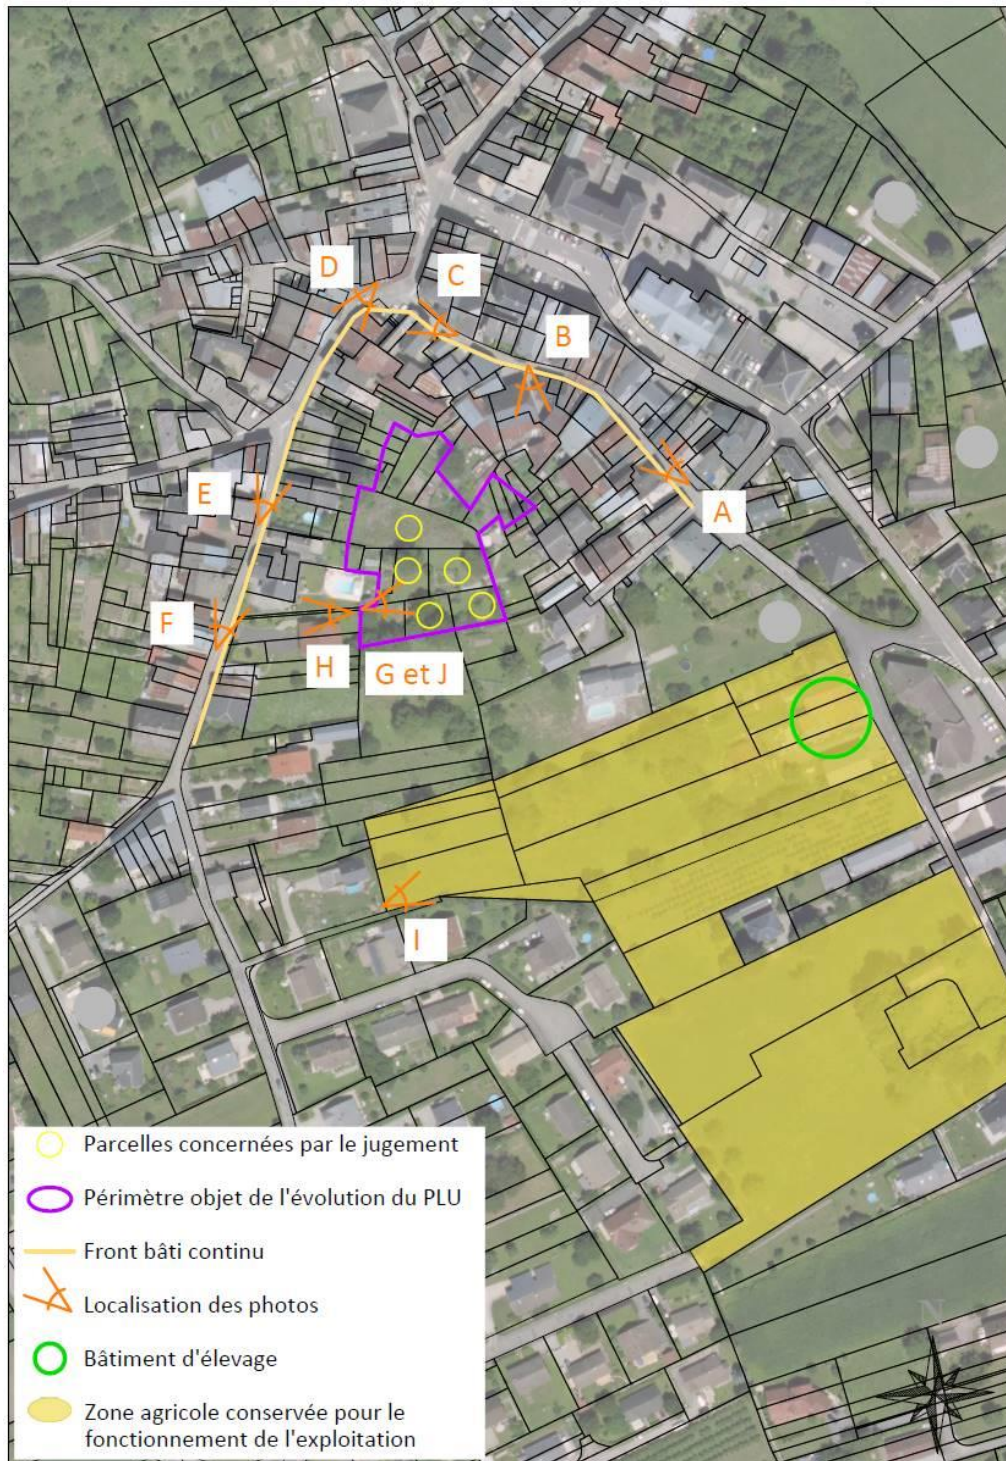 D
C
B
E
A
F
H
G et J
I
Parcelles concernées par le jugement
Périmètre objet de l'évolution du PLU
Front bâti continu
Localisation des photos
Bâtiment d'élevage
Zone agricole conservée pour le
fonctionnement de l'exploitation
N